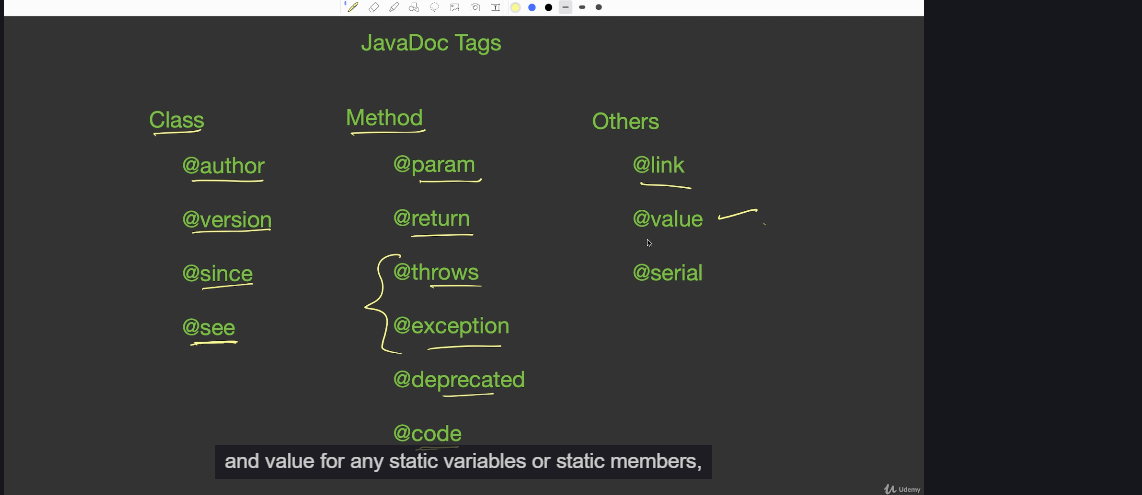 JavaDoc Tags
Class
@author
@version
@since
@see
Method
@param
@return
@throws
@exception
@deprecated
@code
Others
@link
@value
@serial
and value for any static variables or static members,
Udemy